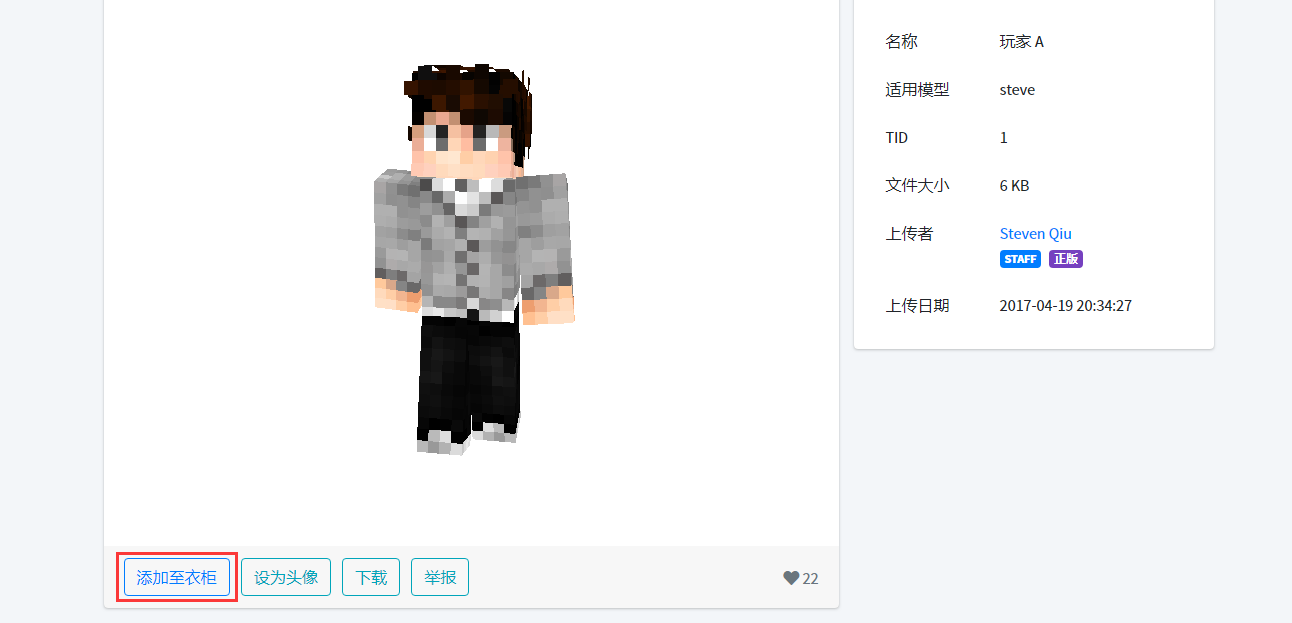 名称 玩家 A
适用模型 steve
TID 1
文件大小 6 KB
上传者 Steven Qiu
STAFF 正版
上传日期 2017-04-19 20:34:27
添加至衣柜 设为头像 下载 举报 22